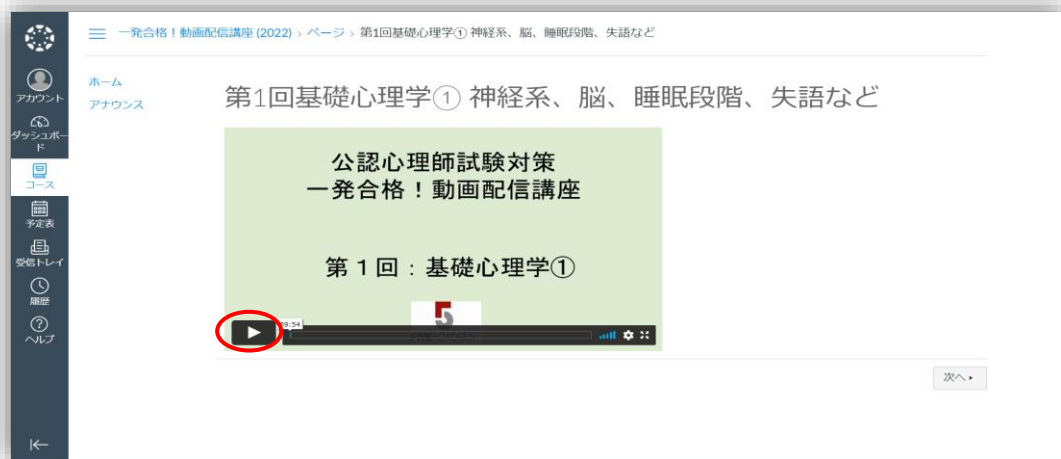 一発合格！動画配信講座 (2022) › ページ › 第1回基礎心理学① 神経系、脳、睡眠段階、失語など
アカウント
ダッシュボー
ド
コース
予定表
受信トレイ
履歴
ヘルプ
ホーム
アナウンス
第1回基礎心理学① 神経系、脳、睡眠段階、失語など
公認心理師試験対策
一発合格！動画配信講座
第１回：基礎心理学①
59:54
次へ ▸